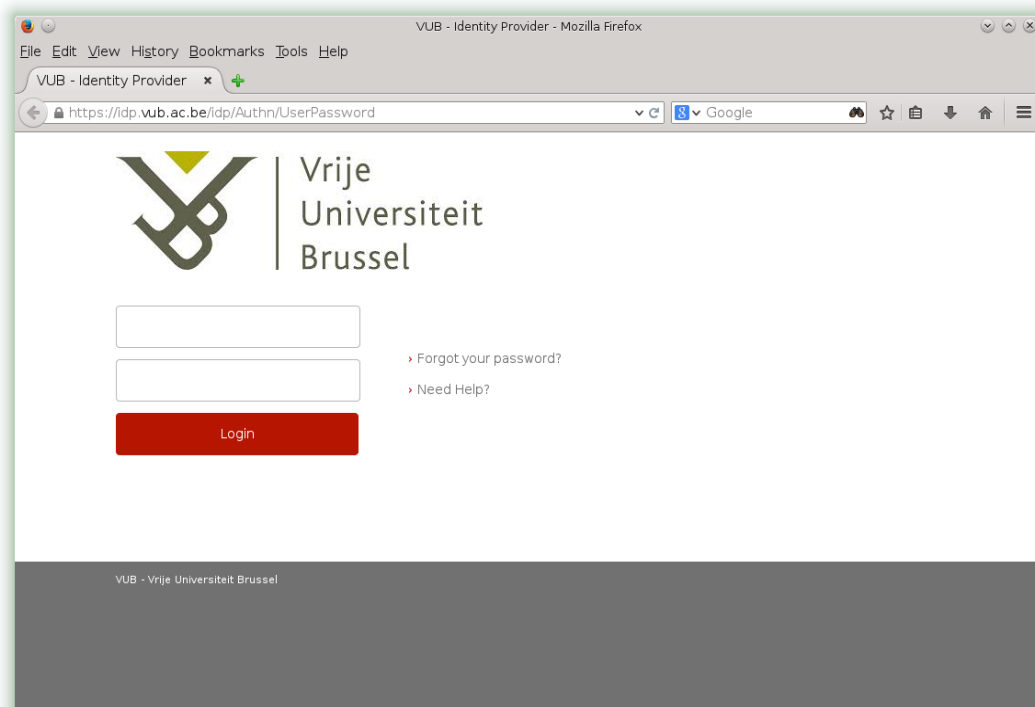 VUB - Identity Provider - Mozilla Firefox
File Edit View History Bookmarks Tools Help
VUB - Identity Provider
https://idp.vub.ac.be/idp/Authn/UserPassword
8 Google
Vrije
Universiteit
Brussel
Forgot your password?
Need Help?
Login
VUB - Vrije Universiteit Brussel